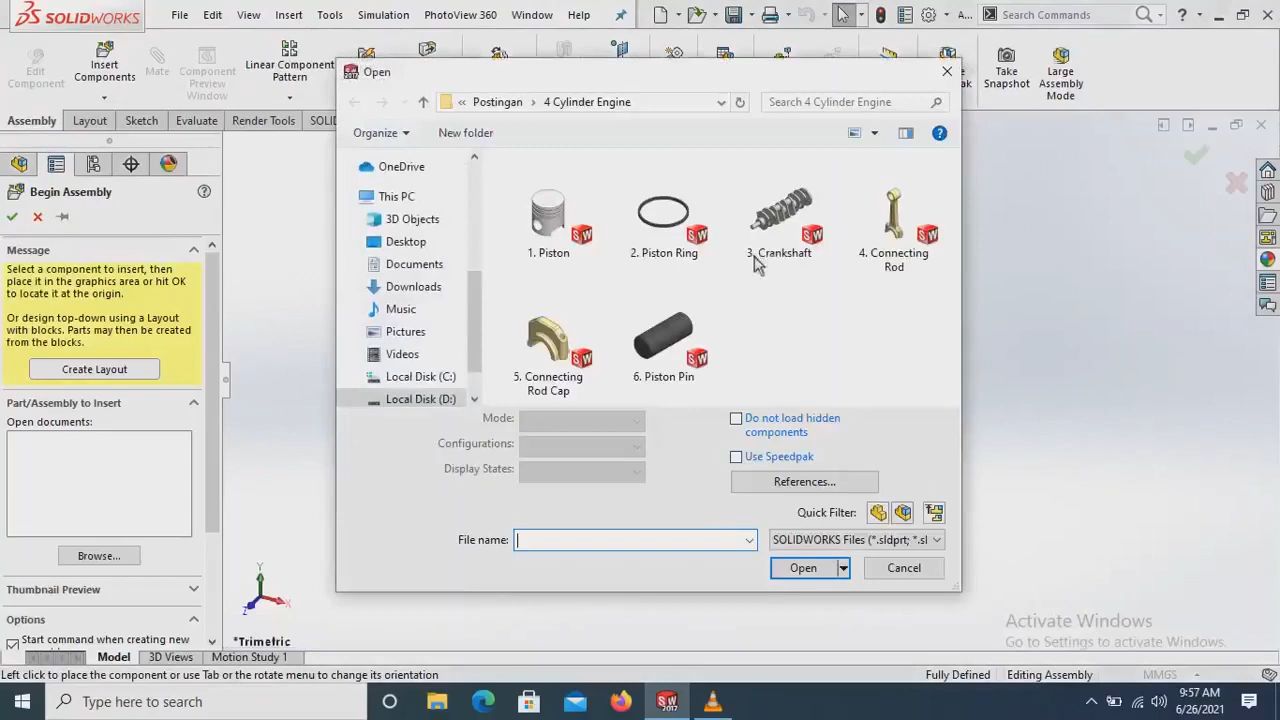 SOLIDWORKS
File Edit View Insert Tools Simulation PhotoView 360 Window Help
A...
Search Commands
Edit Component
Insert Components
Mate
Component Preview Window
Linear Component Pattern
Take Snapshot
Large Assembly Mode
Assembly Layout Sketch Evaluate Render Tools SOLI
Begin Assembly
Message
Select a component to insert, then
place it in the graphics area or hit OK
to locate it at the origin.
Or design top-down using a Layout
with blocks. Parts may then be created
from the blocks.
Create Layout
Part/Assembly to Insert
Open documents:
Browse...
Thumbnail Preview
Options
Start command when creating new
Open
« Postingan › 4 Cylinder Engine
Search 4 Cylinder Engine
Organize
New folder
OneDrive
This PC
3D Objects
Desktop
Documents
Downloads
Music
Pictures
Videos
Local Disk (C:)
Local Disk (D:)
1. Piston
2. Piston Ring
3. Crankshaft
4. Connecting
Rod
5. Connecting
Rod Cap
6. Piston Pin
Mode:
Configurations:
Display States:
Do not load hidden
components
Use Speedpak
References...
Quick Filter:
File name:
SOLIDWORKS Files (*.sldprt; *.sl
Open
Cancel
Y
X
Z
*Trimetric
Activate Windows
Go to Settings to activate Windows.
Model 3D Views Motion Study 1
Left click to place the component or use Tab or the rotate menu to change its orientation
Fully Defined Editing Assembly MMGS
Type here to search
SW
2017
9:57 AM
6/26/2021